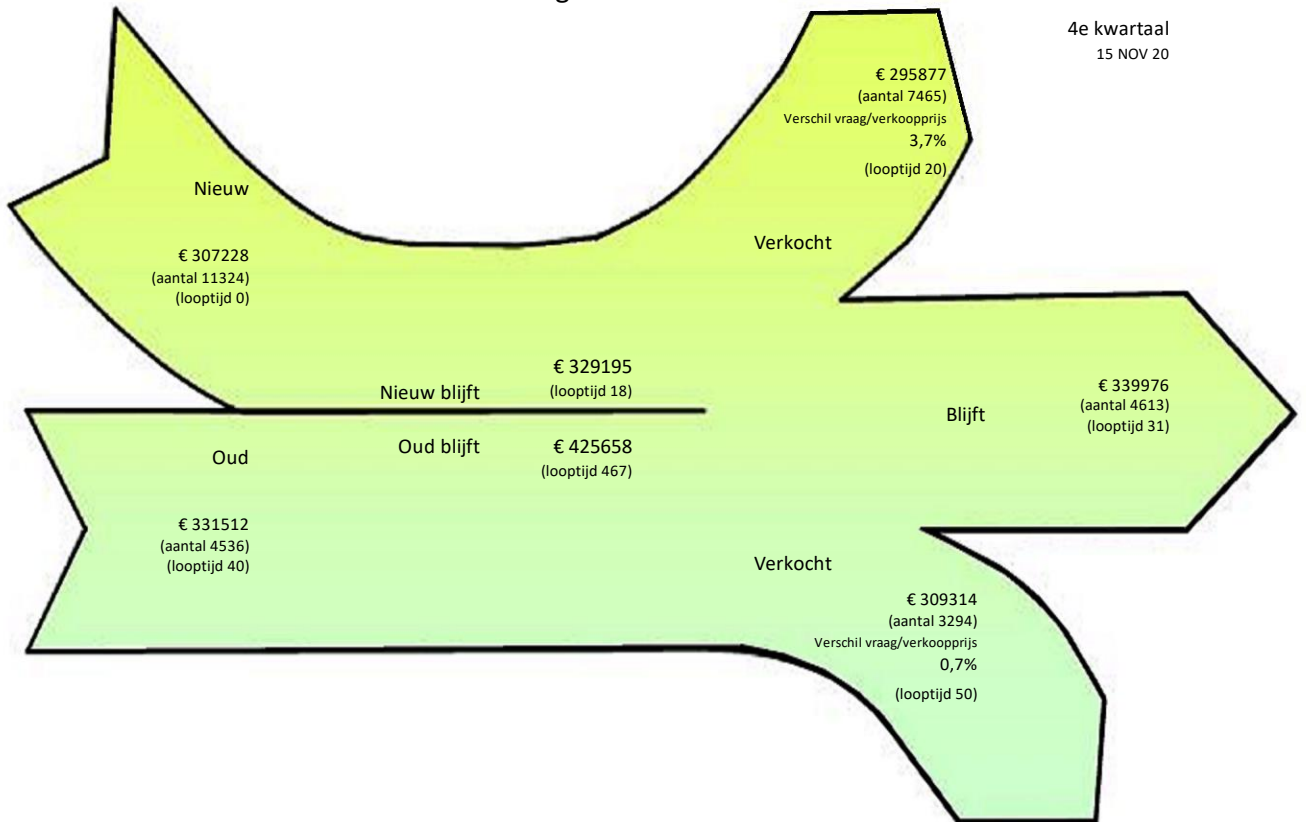 4e kwartaal
15 NOV 20
€ 295877
(aantal 7465)
Verschil vraag/verkoopprijs
3,7%
(looptijd 20)
Nieuw
€ 307228
(aantal 11324)
(looptijd 0)
Verkocht
€ 329195
Nieuw blijft
(looptijd 18)
€ 339976
(aantal 4613)
(looptijd 31)
Blijft
Oud blijft
€ 425658
(looptijd 467)
Oud
€ 331512
(aantal 4536)
(looptijd 40)
Verkocht
€ 309314
(aantal 3294)
Verschil vraag/verkoopprijs
0,7%
(looptijd 50)